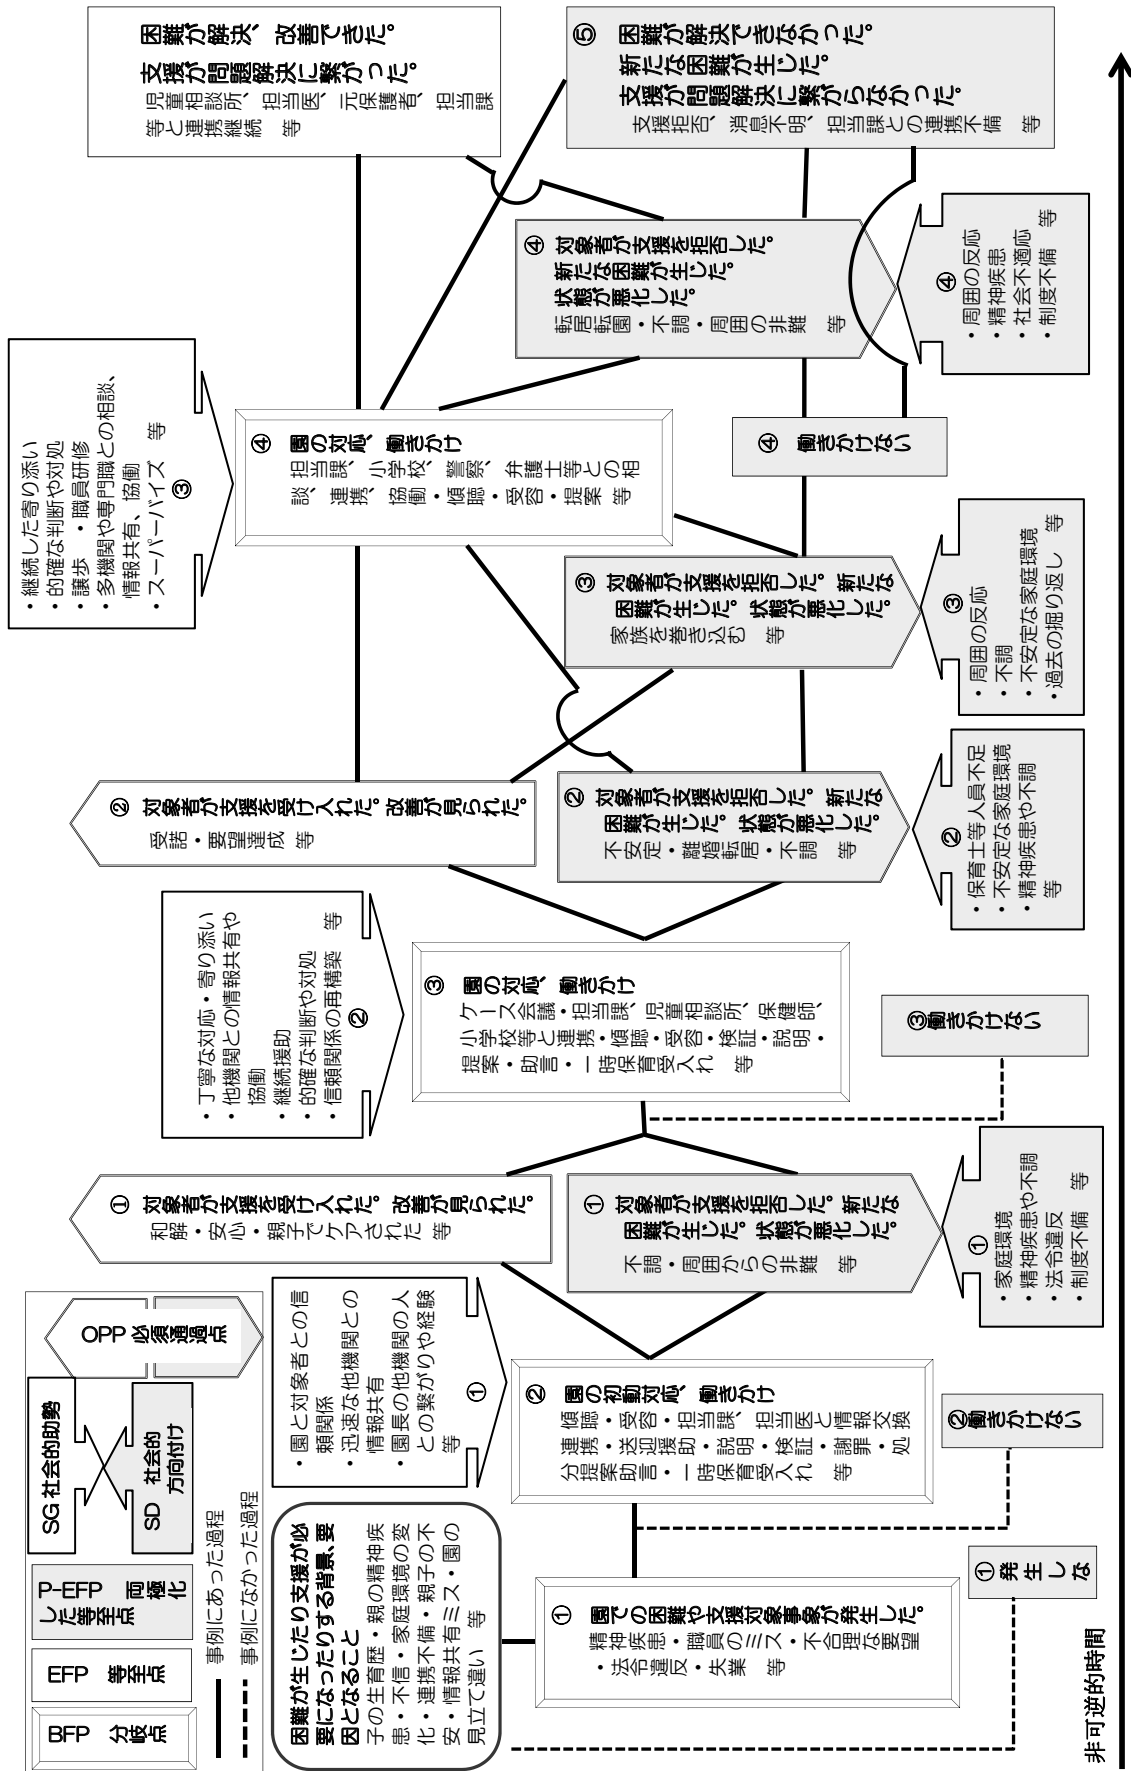 BFP 分岐点
EFP 等至点
P-EFP 両極化
した等至点
SG 社会的助勢
SD 社会的
方向付け
OPP 必須通過点
事例にあった過程
事例になかった過程
困難が生じたり支援が必
要になったりする背景、要
因となること
子の生育歴・親の精神疾
患・不信・家庭環境の変
化・連携不備・親子の不
安・情報共有ミス・園の
見立て違い 等
① 園での困難や支援対象事象が発生した。
精神疾患・職員のミス・不合理な要望
・法令違反・失業 等
① 発生しな
・園と対象者との信
頼関係
・迅速な他機関との
情報共有
・園長の他機関の人
との繋がりや経験
等
①
② 園の初動対応、働きかけ
傾聴・受容・担当課、担当医と情報交換
連携・送迎援助・説明・検証・謝罪・処
分提案助言・一時保育受入れ 等
②働きかけない
① 対象者が支援を受け入れた。改善が見られた。
和解・安心・親子でケアされた 等
① 対象者が支援を拒否した。新たな
困難が生じた。状態が悪化した。
不調・周囲からの非難 等
①
・家庭環境
・精神疾患や不調
・法令違反
・制度不備 等
・丁寧な対応・寄り添い
・他機関との情報共有や
協働
・継続援助
・的確な判断や対処
・信頼関係の再構築 等
②
③ 園の対応、働きかけ
ケース会議・担当課、児童相談所、保健師、
小学校等と連携・傾聴・受容・検証・説明・
提案・助言・一時保育受入れ 等
③働きかけない
② 対象者が支援を受け入れた。改善が見られた。
受諾・要望達成 等
② 対象者が支援を拒否した。新たな
困難が生じた。状態が悪化した。
不安定・離婚転居・不調 等
②
・保育士等人員不足
・不安定な家庭環境
・精神疾患や不調
等
③ 対象者が支援を拒否した。新たな
困難が生じた。状態が悪化した。
家族を巻き込む 等
③
・周囲の反応
・不調
・不安定な家庭環境
・過去の掘り返し 等
・継続した寄り添い
・的確な判断や対処
・譲歩 ・職員研修
・多機関や専門職との相談、
情報共有、協働
・スーパーバイズ 等
③
④ 園の対応、働きかけ
担当課、小学校、警察、弁護士等との相
談、連携、協働・傾聴・受容・提案 等
④ 働きかけない
④ 対象者が支援を拒否した。
新たな困難が生じた。
状態が悪化した。
転居転園・不調・周囲の非難 等
④
・周囲の反応
・精神疾患
・社会不適応
・制度不備 等
困難が解決、改善できた。
支援が問題解決に繋がった。
児童相談所、担当医、元保護者、担当課
等と連携継続 等
⑤ 困難が解決できなかった。
新たな困難が生じた。
支援が問題解決に繋がらなかった。
支援拒否、消息不明、担当課との連携不備 等
非可逆的時間